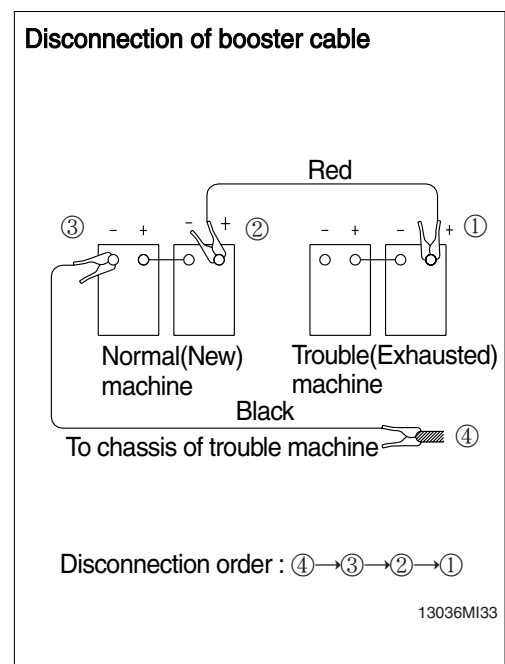 Disconnection of booster cable
Red
③ - + - + ② - + - + ①
Normal(New) Trouble(Exhausted)
machine machine
Black
To chassis of trouble machine ④
Disconnection order : ④→③→②→①
13036MI33